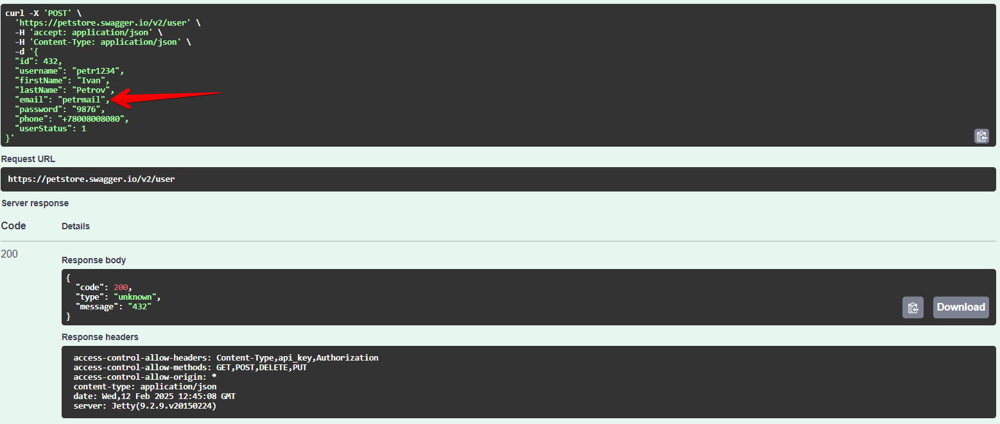 curl -X 'POST' \
  'https://petstore.swagger.io/v2/user' \
  -H 'accept: application/json' \
  -H 'Content-Type: application/json' \
  -d '{
  "id": 432,
  "username": "petr1234",
  "firstName": "Ivan",
  "lastName": "Petrov",
  "email": "petrmail",
  "password": "9876",
  "phone": "+78008008080",
  "userStatus": 1
}'
Request URL
https://petstore.swagger.io/v2/user
Server response
Code Details
200
Response body
{
  "code": 200,
  "type": "unknown",
  "message": "432"
}
Download
Response headers
access-control-allow-headers: Content-Type,api_key,Authorization
access-control-allow-methods: GET,POST,DELETE,PUT
access-control-allow-origin: *
content-type: application/json
date: Wed,12 Feb 2025 12:45:08 GMT
server: Jetty(9.2.9.v20150224)